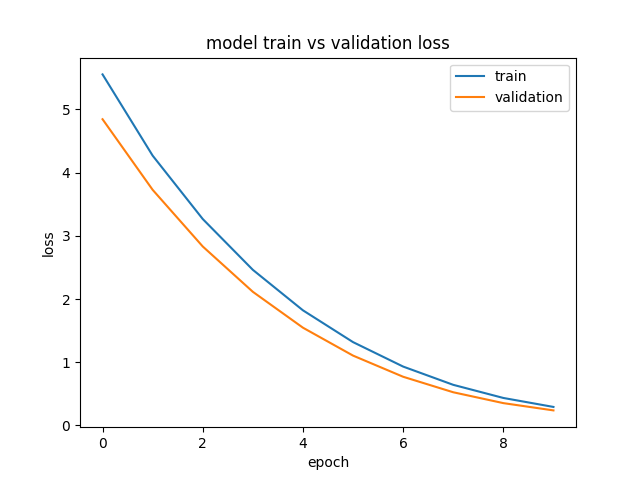 model train vs validation loss
train
validation
5
4
3
2
1
0
loss
0 2 4 6 8
epoch